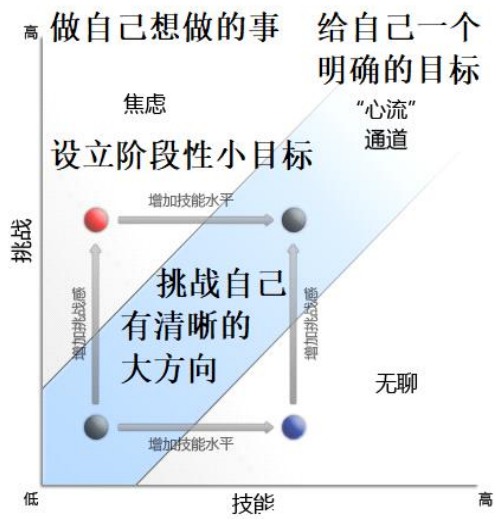 高
做自己想做的事
给自己一个
明确的目标
焦虑
“心流”
通道
设立阶段性小目标
增加技能水平
挑战
增加挑战感
挑战自己
有清晰的
大方向
增加挑战感
无聊
增加技能水平
低
技能
高